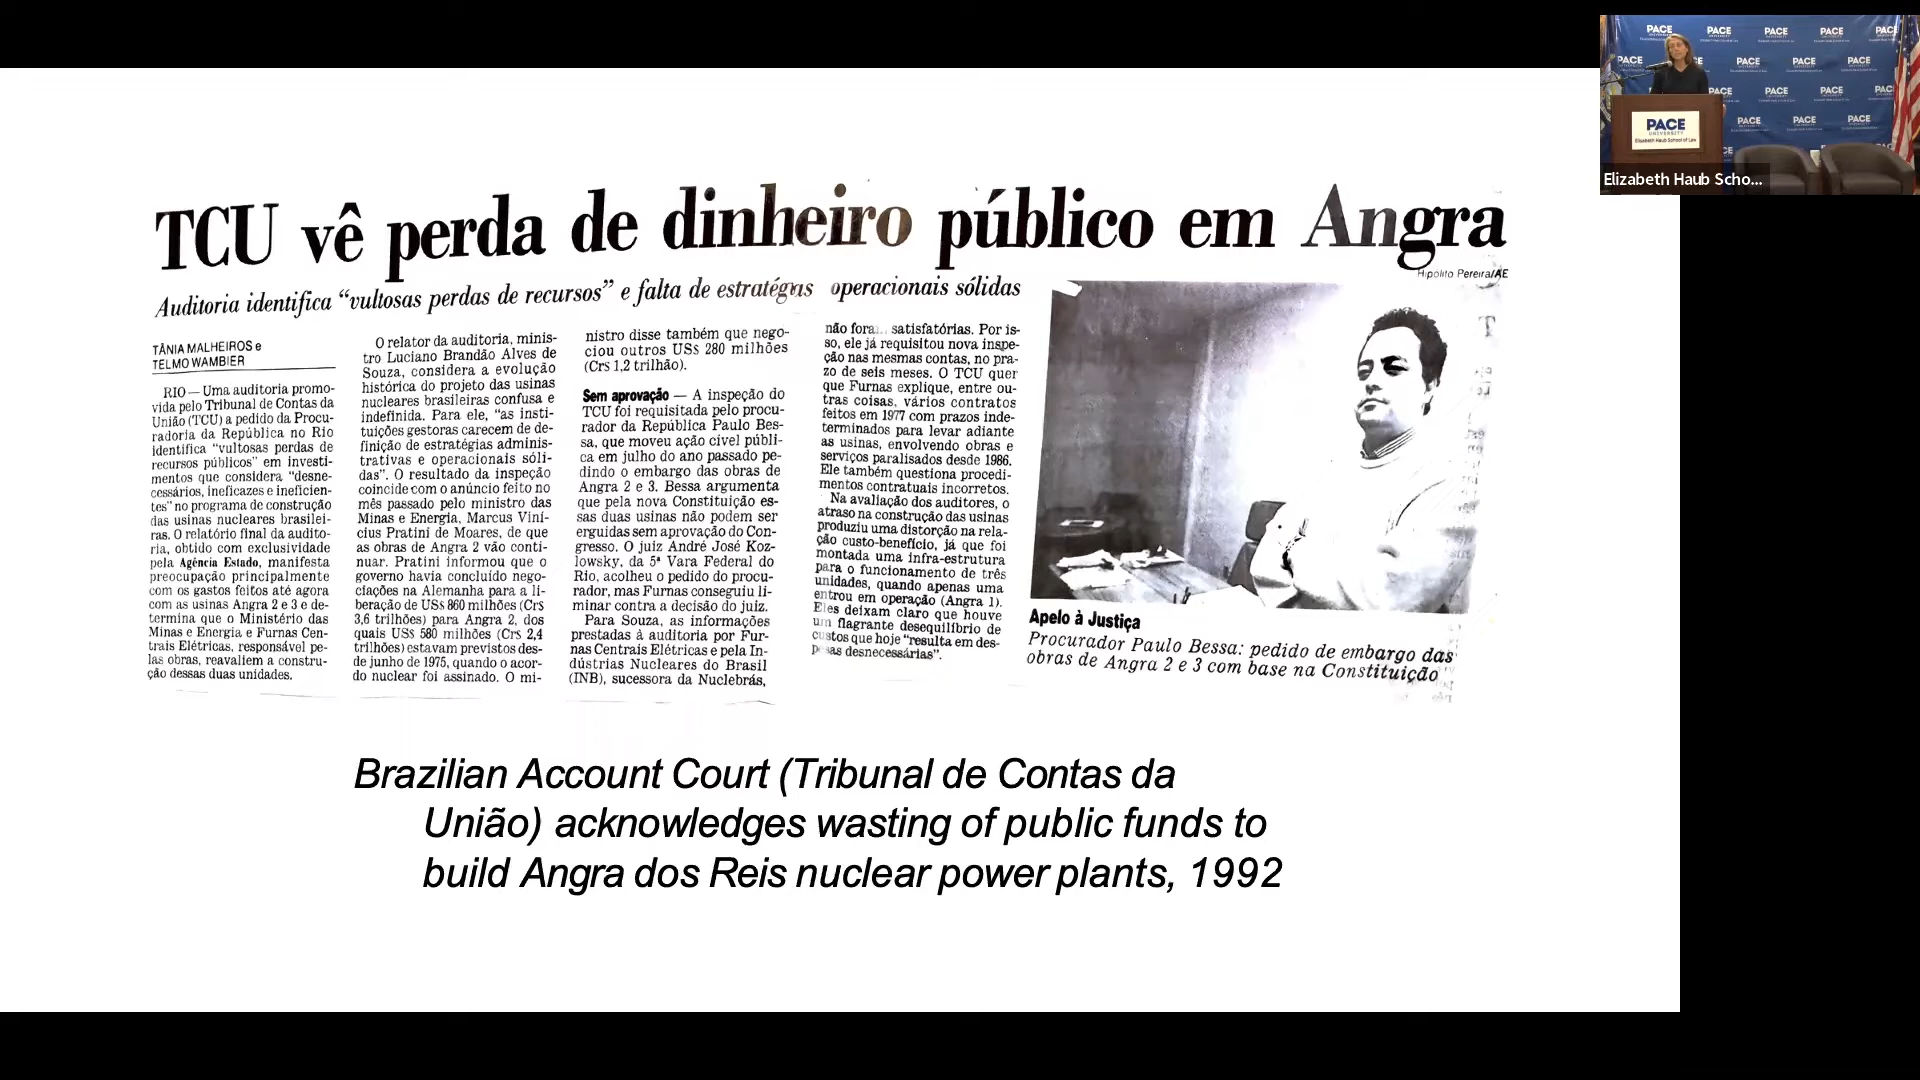 TCU vê perda de dinheiro público em Angra
Hipólito Pereira/AE
Auditoria identifica “vultosas perdas de recursos” e falta de estratégias operacionais sólidas
TÂNIA MALHEIROS e
TELMO WAMBIER
RIO — Uma auditoria promo-
vida pelo Tribunal de Contas da
União (TCU) a pedido da Procu-
radoria da República no Rio
identifica “vultosas perdas de
recursos públicos” em investi-
mentos que considera “desne-
cessários, ineficazes e ineficien-
tes” no programa de construção
das usinas nucleares brasilei-
ras. O relatório final da audito-
ria, obtido com exclusividade
pela Agência Estado, manifesta
preocupação principalmente
com os gastos feitos até agora
com as usinas Angra 2 e 3 e de-
termina que o Ministério das
Minas e Energia e Furnas Cen-
trais Elétricas, responsável pe-
las obras, reavaliem a constru-
ção dessas duas unidades.
O relator da auditoria, minis-
tro Luciano Brandão Alves de
Souza, considera a evolução
histórica do projeto das usinas
nucleares brasileiras confusa e
indefinida. Para ele, “as insti-
tuições gestoras carecem de de-
finição de estratégias adminis-
trativas e operacionais sóli-
das”. O resultado da inspeção
coincide com o anúncio feito no
mês passado pelo ministro das
Minas e Energia, Marcus Viní-
cius Pratini de Moares, de que
as obras de Angra 2 vão conti-
nuar. Pratini informou que o
governo havia concluído nego-
ciações na Alemanha para a li-
beração de US$ 860 milhões (Cr$
3,6 trilhões) para Angra 2, dos
quais US$ 580 milhões (Cr$ 2,4
trilhões) estavam previstos des-
de junho de 1975, quando o acor-
do nuclear foi assinado. O mi-
nistro disse também que nego-
ciou outros US$ 280 milhões
(Cr$ 1,2 trilhão).
Sem aprovação — A inspeção do
TCU foi requisitada pelo procu-
rador da República Paulo Bes-
sa, que moveu ação cível públi-
ca em julho do ano passado pe-
dindo o embargo das obras de
Angra 2 e 3. Bessa argumenta
que pela nova Constituição es-
sas duas usinas não podem ser
erguidas sem aprovação do Con-
gresso. O juiz André José Koz-
lowsky, da 5ª Vara Federal do
Rio, acolheu o pedido do procu-
rador, mas Furnas conseguiu li-
minar contra a decisão do juiz.
Para Souza, as informações
prestadas à auditoria por Fur-
nas Centrais Elétricas e pela In-
dústrias Nucleares do Brasil
(INB), sucessora da Nuclebrás,
não foram satisfatórias. Por is-
so, ele já requisitou nova inspe-
ção nas mesmas contas, no pra-
zo de seis meses. O TCU quer
que Furnas explique, entre ou-
tras coisas, vários contratos
feitos em 1977 com prazos inde-
terminados para levar adiante
as usinas, envolvendo obras e
serviços paralisados desde 1986.
Ele também questiona procedi-
mentos contratuais incorretos.
Na avaliação dos auditores, o
atraso na construção das usinas
produziu uma distorção na rela-
ção custo-benefício, já que foi
montada uma infra-estrutura
para o funcionamento de três
unidades, quando apenas uma
entrou em operação (Angra 1).
Eles deixam claro que houve
um flagrante desequilíbrio de
custos que hoje “resulta em des-
pesas desnecessárias”.
Apelo à Justiça
Procurador Paulo Bessa: pedido de embargo das
obras de Angra 2 e 3 com base na Constituição
Brazilian Account Court (Tribunal de Contas da
União) acknowledges wasting of public funds to
build Angra dos Reis nuclear power plants, 1992
PACE
UNIVERSITY
Elisabeth Haub School of Law
Elizabeth Haub Scho...